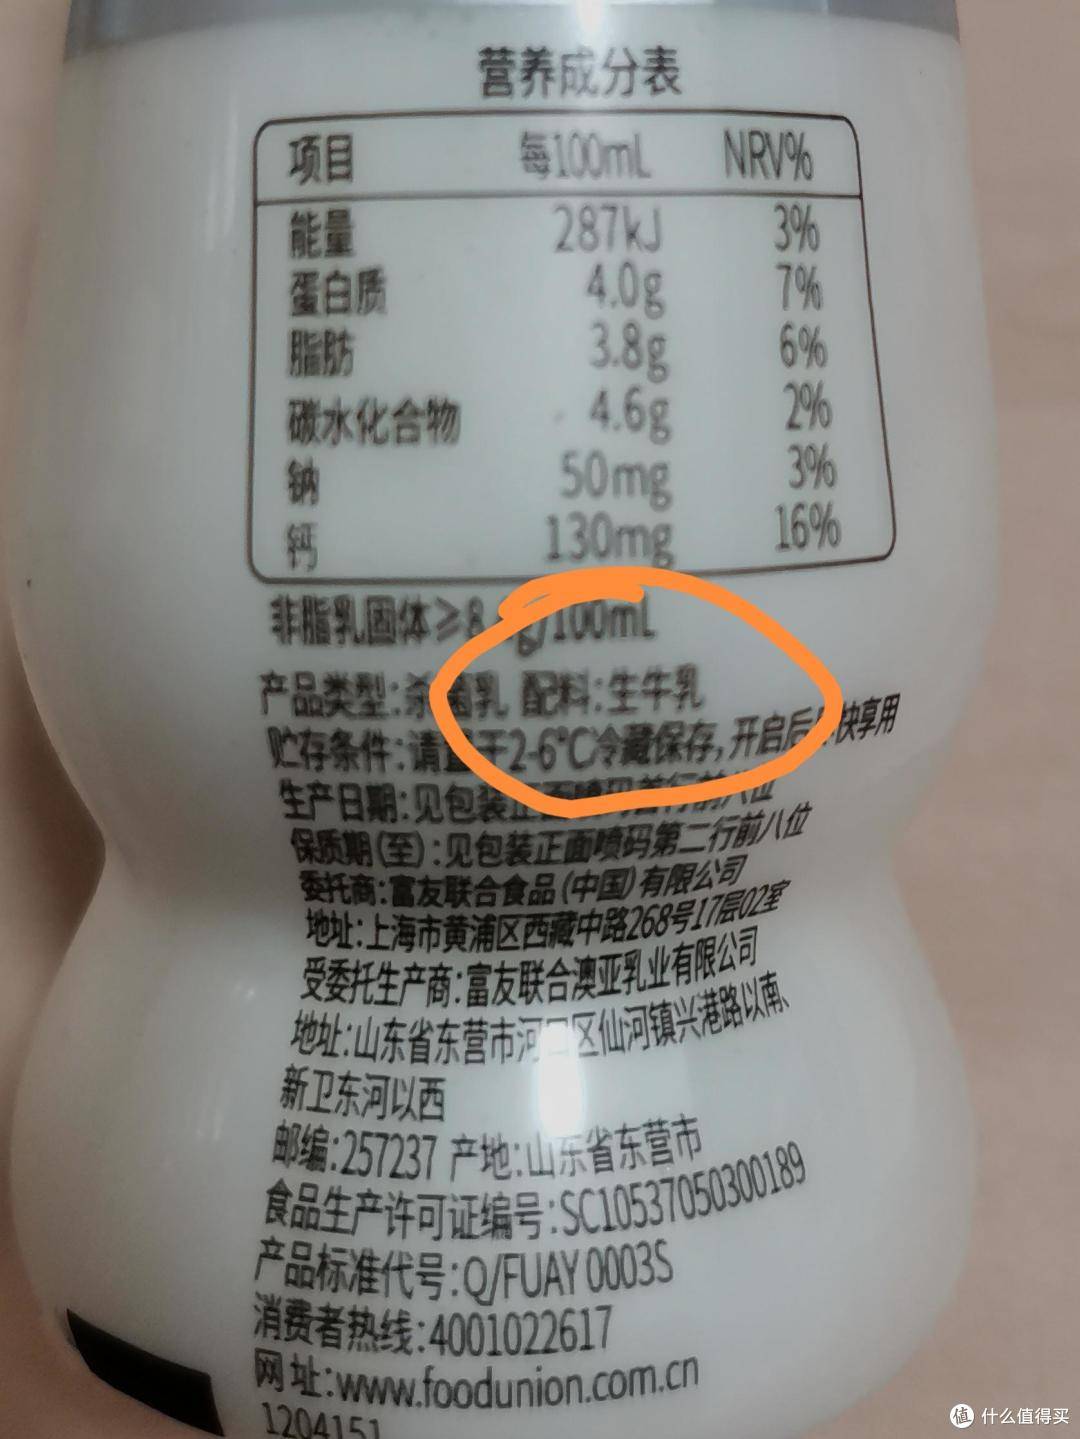 营养成分表
项目 每100mL NRV%
能量 287kJ 3%
蛋白质 4.0g 7%
脂肪 3.8g 6%
碳水化合物 4.6g 2%
钠 50mg 3%
钙 130mg 16%
非脂乳固体≥8. g/100mL
产品类型:杀菌乳 配料:生牛乳
贮存条件:请置于2-6°C冷藏保存,开启后尽快享用
生产日期:见包装正面喷码首行前八位
保质期(至):见包装正面喷码第二行前八位
委托商:富友联合食品(中国)有限公司
地址:上海市黄浦区西藏中路268号17层02室
受委托生产商:富友联合澳亚乳业有限公司
地址:山东省东营市河口区仙河镇兴港路以南、
新卫东河以西
邮编:257237 产地:山东省东营市
食品生产许可证编号:SC10537050300189
产品标准代号:Q/FUAY 0003S
消费者热线:4001022617
网址:www.foodunion.com.cn
1204151
值 什么值得买